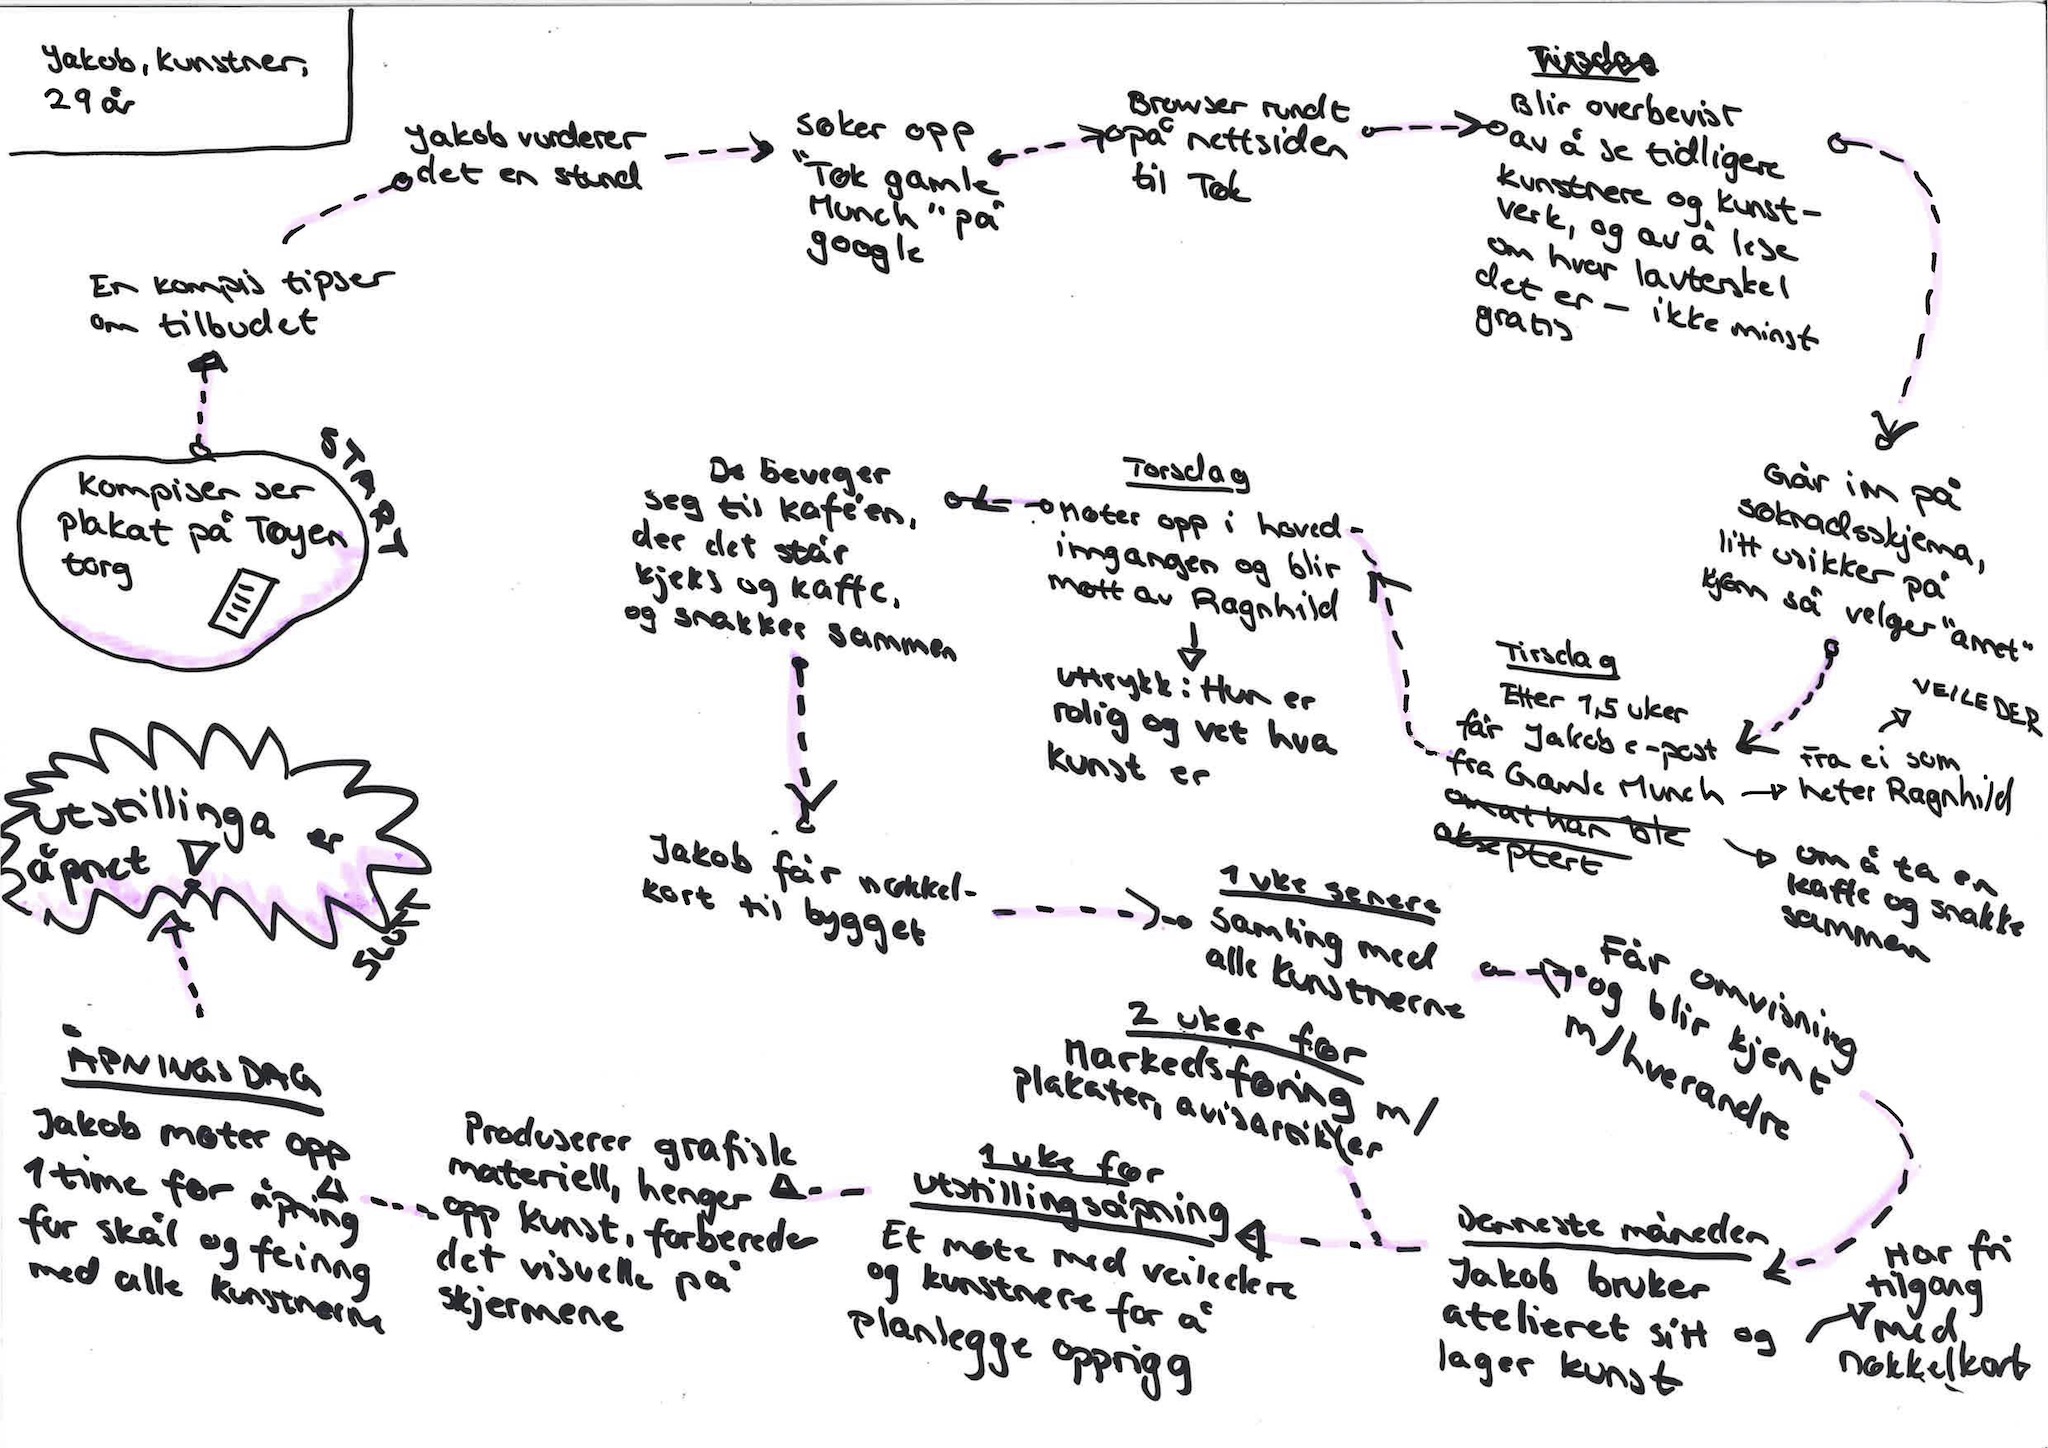 Jakob, kunstner,
29 år
START
Kompiser ser
plakat på Tøyen
torg
En kompis tipser
om tilbudet
Jakob vurderer
det en stund
søker opp
"Tøk gamle
Munch" på
google
Browser rundt
på nettsiden
til Tøk
Tirsdag
Blir overbevist
av å se tidligere
kunstnere og kunst-
verk, og av å lese
om hvor lavterskel
det er – ikke minst
gratis
Går inn på
søknadsskjema,
litt usikker på
kjønn så velger "annet"
Tirsdag
Etter 1,5 uker
får Jakob e-post
fra Gamle Munch
om at han ble
akseptert
Fra ei som
heter Ragnhild
VEILEDER
om å ta en
kaffe og snakke
sammen
Torsdag
møter opp i hoved-
inngangen og blir
møtt av Ragnhild
uttrykk: Hun er
rolig og vet hva
kunst er
De beveger
seg til kaféen,
der det står
kjeks og kaffe,
og snakker sammen
Jakob får nøkkel-
kort til bygget
1 uke senere
samling med
alle kunstnerne
Får omvisning
og blir kjent
m/hverandre
Denneste måneden
Jakob bruker
atelieret sitt og
lager kunst
Har fri
tilgang
med
nøkkelkort
2 uker før
Markedsføring m/
plakater, avisartikler
1 uke før
utstillingsåpning
Et møte med veiledere
og kunstnere for å
planlegge opprigg
Produserer grafisk
materiell, henger
opp kunst, forbereder
det visuelle på
skjermene
ÅPNINGSDAG
Jakob møter opp
1 time før åpning
for skål og feiring
med alle kunstnerne
Utstillinga er
åpnet
SLUTT